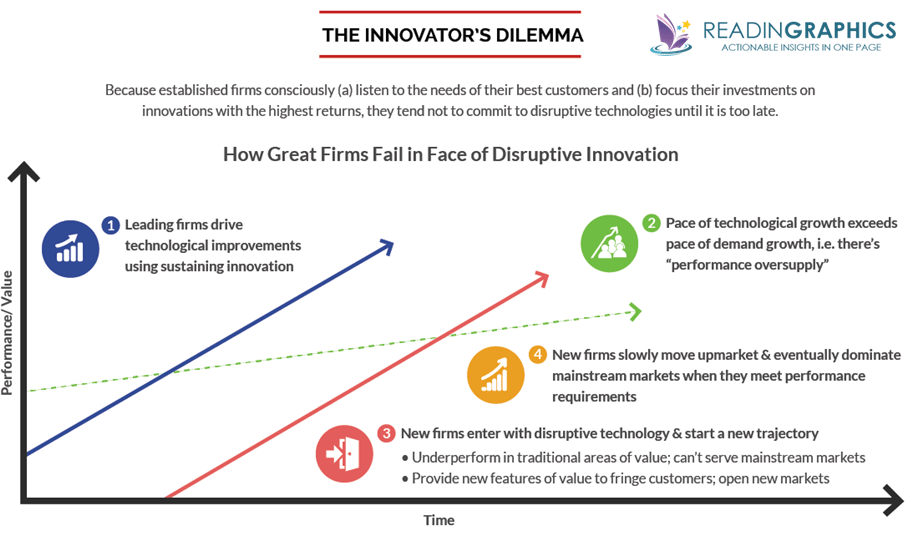 THE INNOVATOR'S DILEMMA
READINGRAPHICS
ACTIONABLE INSIGHTS IN ONE PAGE
Because established firms consciously (a) listen to the needs of their best customers and (b) focus their investments on
innovations with the highest returns, they tend not to commit to disruptive technologies until it is too late.
How Great Firms Fail in Face of Disruptive Innovation
Performance/ Value
1 Leading firms drive
technological improvements
using sustaining innovation
2 Pace of technological growth exceeds
pace of demand growth, i.e. there's
"performance oversupply"
4 New firms slowly move upmarket & eventually dominate
mainstream markets when they meet performance
requirements
3 New firms enter with disruptive technology & start a new trajectory
• Underperform in traditional areas of value; can't serve mainstream markets
• Provide new features of value to fringe customers; open new markets
Time